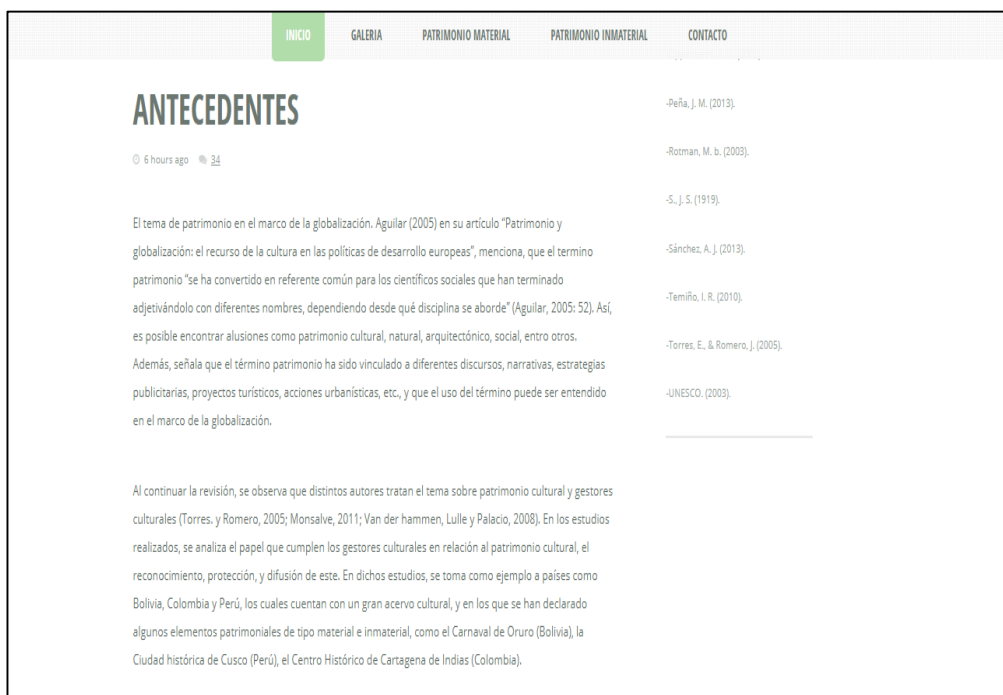 INICIO GALERIA PATRIMONIO MATERIAL PATRIMONIO INMATERIAL CONTACTO
ANTECEDENTES
6 hours ago 34
El tema de patrimonio en el marco de la globalización. Aguilar (2005) en su artículo “Patrimonio y
globalización: el recurso de la cultura en las políticas de desarrollo europeas”, menciona, que el termino
patrimonio “se ha convertido en referente común para los científicos sociales que han terminado
adjetivándolo con diferentes nombres, dependiendo desde qué disciplina se aborde” (Aguilar, 2005: 52). Así,
es posible encontrar alusiones como patrimonio cultural, natural, arquitectónico, social, entro otros.
Además, señala que el término patrimonio ha sido vinculado a diferentes discursos, narrativas, estrategias
publicitarias, proyectos turísticos, acciones urbanísticas, etc., y que el uso del término puede ser entendido
en el marco de la globalización.
Al continuar la revisión, se observa que distintos autores tratan el tema sobre patrimonio cultural y gestores
culturales (Torres. y Romero, 2005; Monsalve, 2011; Van der hammen, Lulle y Palacio, 2008). En los estudios
realizados, se analiza el papel que cumplen los gestores culturales en relación al patrimonio cultural, el
reconocimiento, protección, y difusión de este. En dichos estudios, se toma como ejemplo a países como
Bolivia, Colombia y Perú, los cuales cuentan con un gran acervo cultural, y en los que se han declarado
algunos elementos patrimoniales de tipo material e inmaterial, como el Carnaval de Oruro (Bolivia), la
Ciudad histórica de Cusco (Perú), el Centro Histórico de Cartagena de Indias (Colombia).
-Peña, J. M. (2013).
-Rotman, M. b. (2003).
-S., J. S. (1919).
-Sánchez, A. J. (2013).
-Temiño, I. R. (2010).
-Torres, E., & Romero, J. (2005).
-UNESCO. (2003).